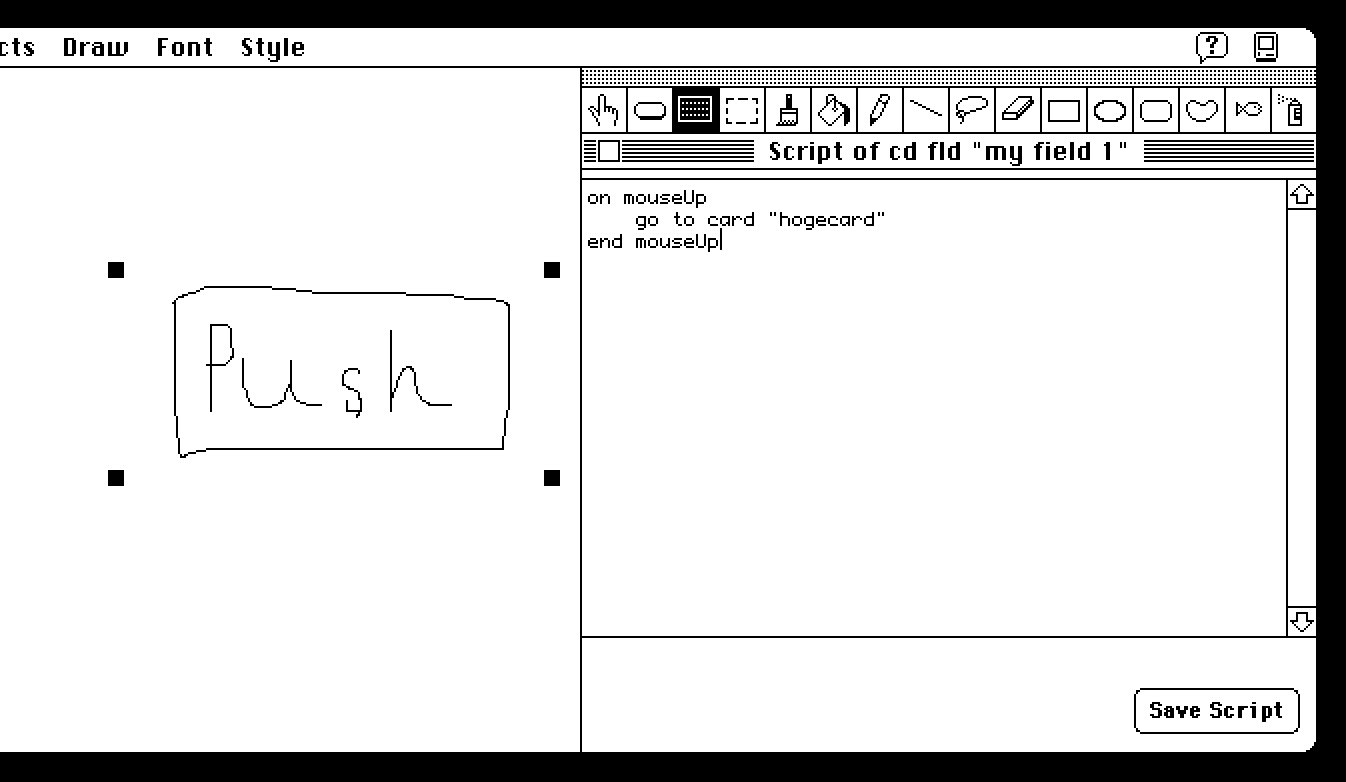 cts Draw Font Style
?
Script of cd fld "my field 1"
on mouseUp
    go to card "hogecard"
end mouseUp
Push
Save Script